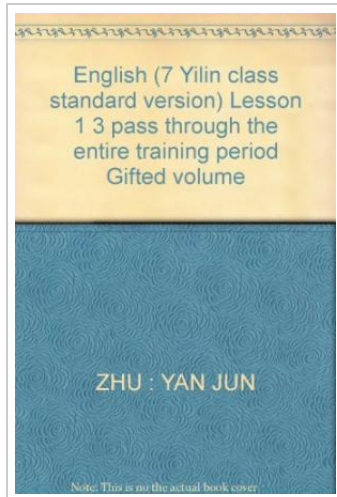 English (7 Yilin class
standard version) Lesson
1 3 pass through the
entire training period
Gifted volume
ZHU : YAN JUN
Note: This is no the actual book cover